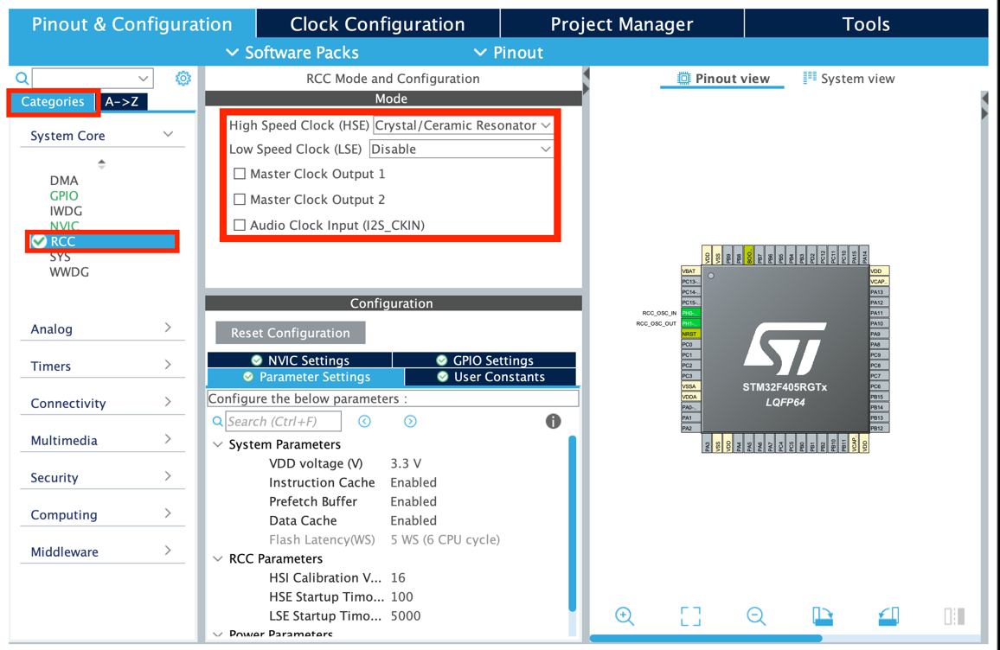 Pinout & Configuration
Clock Configuration
Project Manager
Tools
Software Packs
Pinout
Categories
A->Z
System Core
DMA
GPIO
IWDG
NVIC
RCC
SYS
WWDG
Analog
Timers
Connectivity
Multimedia
Security
Computing
Middleware
RCC Mode and Configuration
Mode
High Speed Clock (HSE) Crystal/Ceramic Resonator
Low Speed Clock (LSE) Disable
Master Clock Output 1
Master Clock Output 2
Audio Clock Input (I2S_CKIN)
Configuration
Reset Configuration
NVIC Settings
GPIO Settings
Parameter Settings
User Constants
Configure the below parameters :
Search (Ctrl+F)
System Parameters
VDD voltage (V) 3.3 V
Instruction Cache Enabled
Prefetch Buffer Enabled
Data Cache Enabled
Flash Latency(WS) 5 WS (6 CPU cycle)
RCC Parameters
HSI Calibration V... 16
HSE Startup Timo... 100
LSE Startup Timo... 5000
Power Parameters
Pinout view
System view
VDD VSS PB9 PB8 BOO.. PB7 PB6 PB5 PB4 PB3 PD2 PC12 PC11 PC10 PA15 PA14
VBAT
PC13-..
PC14-..
PC15-..
RCC_OSC_IN PH0-..
RCC_OSC_OUT PH1-..
NRST
PC0
PC1
PC2
PC3
VSSA
VDDA
PA0-..
PA1
PA2
VDD
VCAP..
PA13
PA12
PA11
PA10
PA9
PA8
PC9
PC8
PC7
PC6
PB15
PB14
PB13
PB12
ST
STM32F405RGTx
LQFP64
PA3 VSS VDD PA4 PA5 PA6 PA7 PC4 PC5 PB0 PB1 PB2 PB10 PB11 VCAP.. VDD